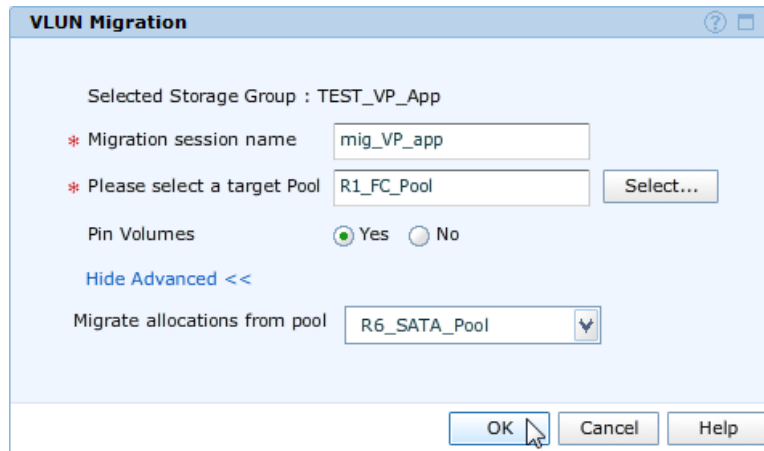 VLUN Migration
Selected Storage Group : TEST_VP_App
* Migration session name mig_VP_app
* Please select a target Pool R1_FC_Pool Select...
Pin Volumes Yes No
Hide Advanced <<
Migrate allocations from pool R6_SATA_Pool
OK Cancel Help